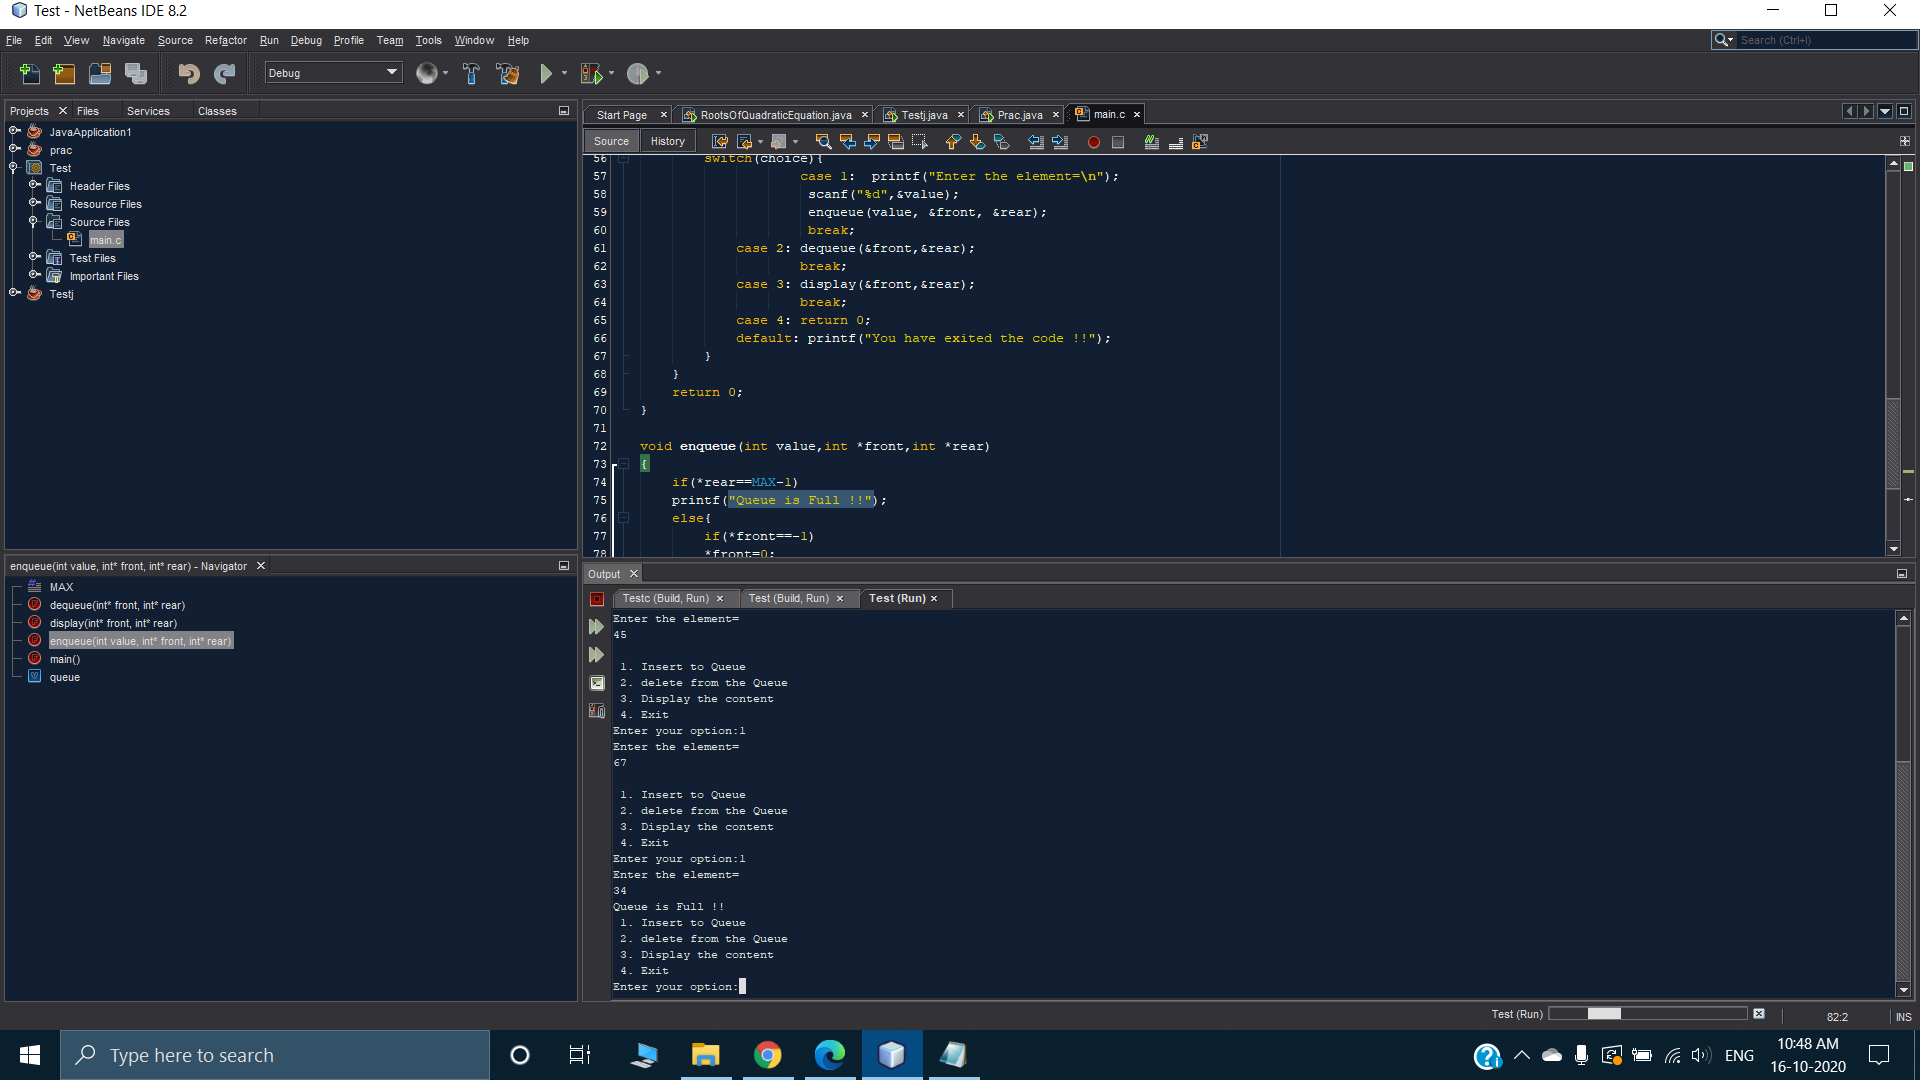 Test - NetBeans IDE 8.2
File Edit View Navigate Source Refactor Run Debug Profile Team Tools Window Help
Search (Ctrl+I)
Debug
Projects Files Services Classes
JavaApplication1
prac
Test
Header Files
Resource Files
Source Files
main.c
Test Files
Important Files
Testj
Start Page RootsOfQuadraticEquation.java Testj.java Prac.java main.c
Source History
56 switch(choice){
57 case 1: printf("Enter the element=\n");
58 scanf("%d",&value);
59 enqueue(value, &front, &rear);
60 break;
61 case 2: dequeue(&front,&rear);
62 break;
63 case 3: display(&front,&rear);
64 break;
65 case 4: return 0;
66 default: printf("You have exited the code !!");
67 }
68 }
69 return 0;
70 }
71
72 void enqueue(int value,int *front,int *rear)
73 {
74 if(*rear==MAX-1)
75 printf("Queue is Full !!");
76 else{
77 if(*front==-1)
78 *front=0;
enqueue(int value, int* front, int* rear) - Navigator
MAX
dequeue(int* front, int* rear)
display(int* front, int* rear)
enqueue(int value, int* front, int* rear)
main()
queue
Output
Testc (Build, Run) Test (Build, Run) Test (Run)
Enter the element=
45
1. Insert to Queue
2. delete from the Queue
3. Display the content
4. Exit
Enter your option:1
Enter the element=
67
1. Insert to Queue
2. delete from the Queue
3. Display the content
4. Exit
Enter your option:1
Enter the element=
34
Queue is Full !!
1. Insert to Queue
2. delete from the Queue
3. Display the content
4. Exit
Enter your option:
Test (Run) 82:2 INS
Type here to search
ENG
10:48 AM
16-10-2020